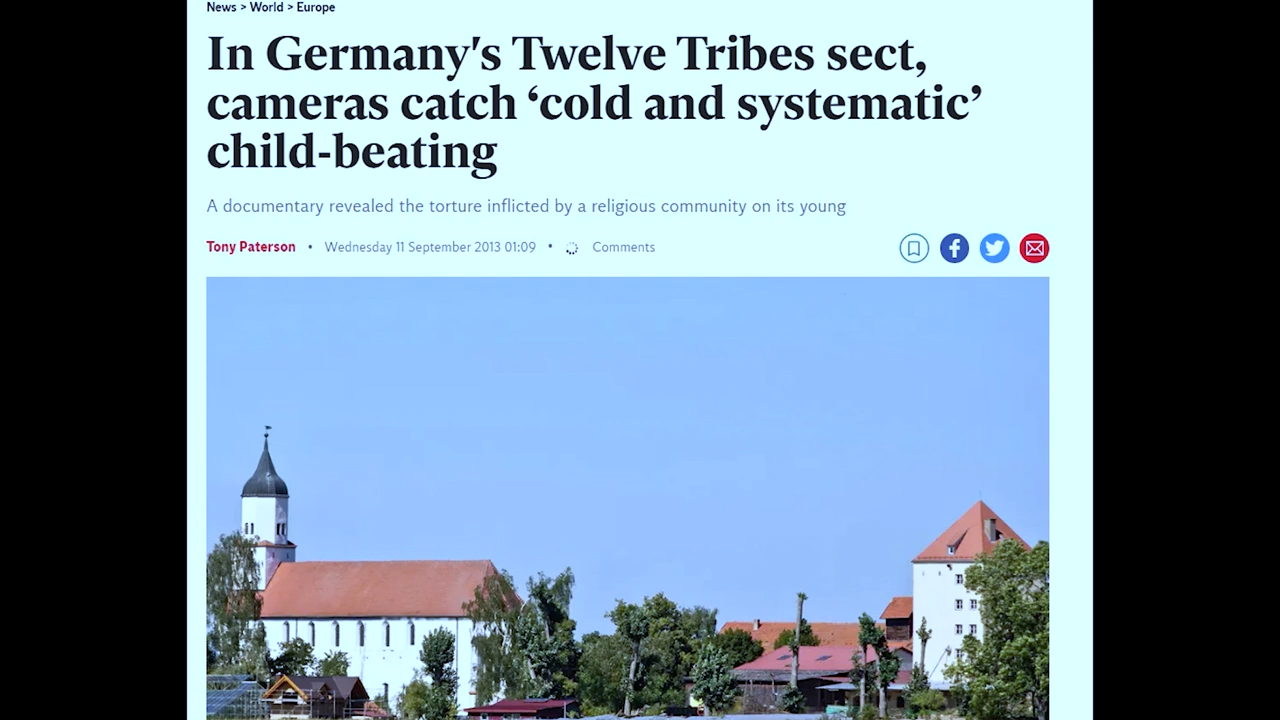 News > World > Europe
In Germany's Twelve Tribes sect,
cameras catch ‘cold and systematic’
child-beating
A documentary revealed the torture inflicted by a religious community on its young
Tony Paterson • Wednesday 11 September 2013 01:09 • Comments